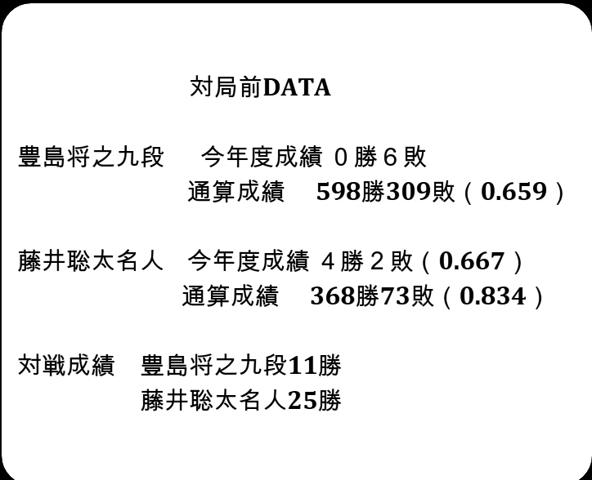 対局前DATA
豊島将之九段　今年度成績 ０勝６敗
通算成績　598勝309敗（0.659）
藤井聡太名人　今年度成績 ４勝２敗（0.667）
通算成績　368勝73敗（0.834）
対戦成績　豊島将之九段11勝
藤井聡太名人25勝